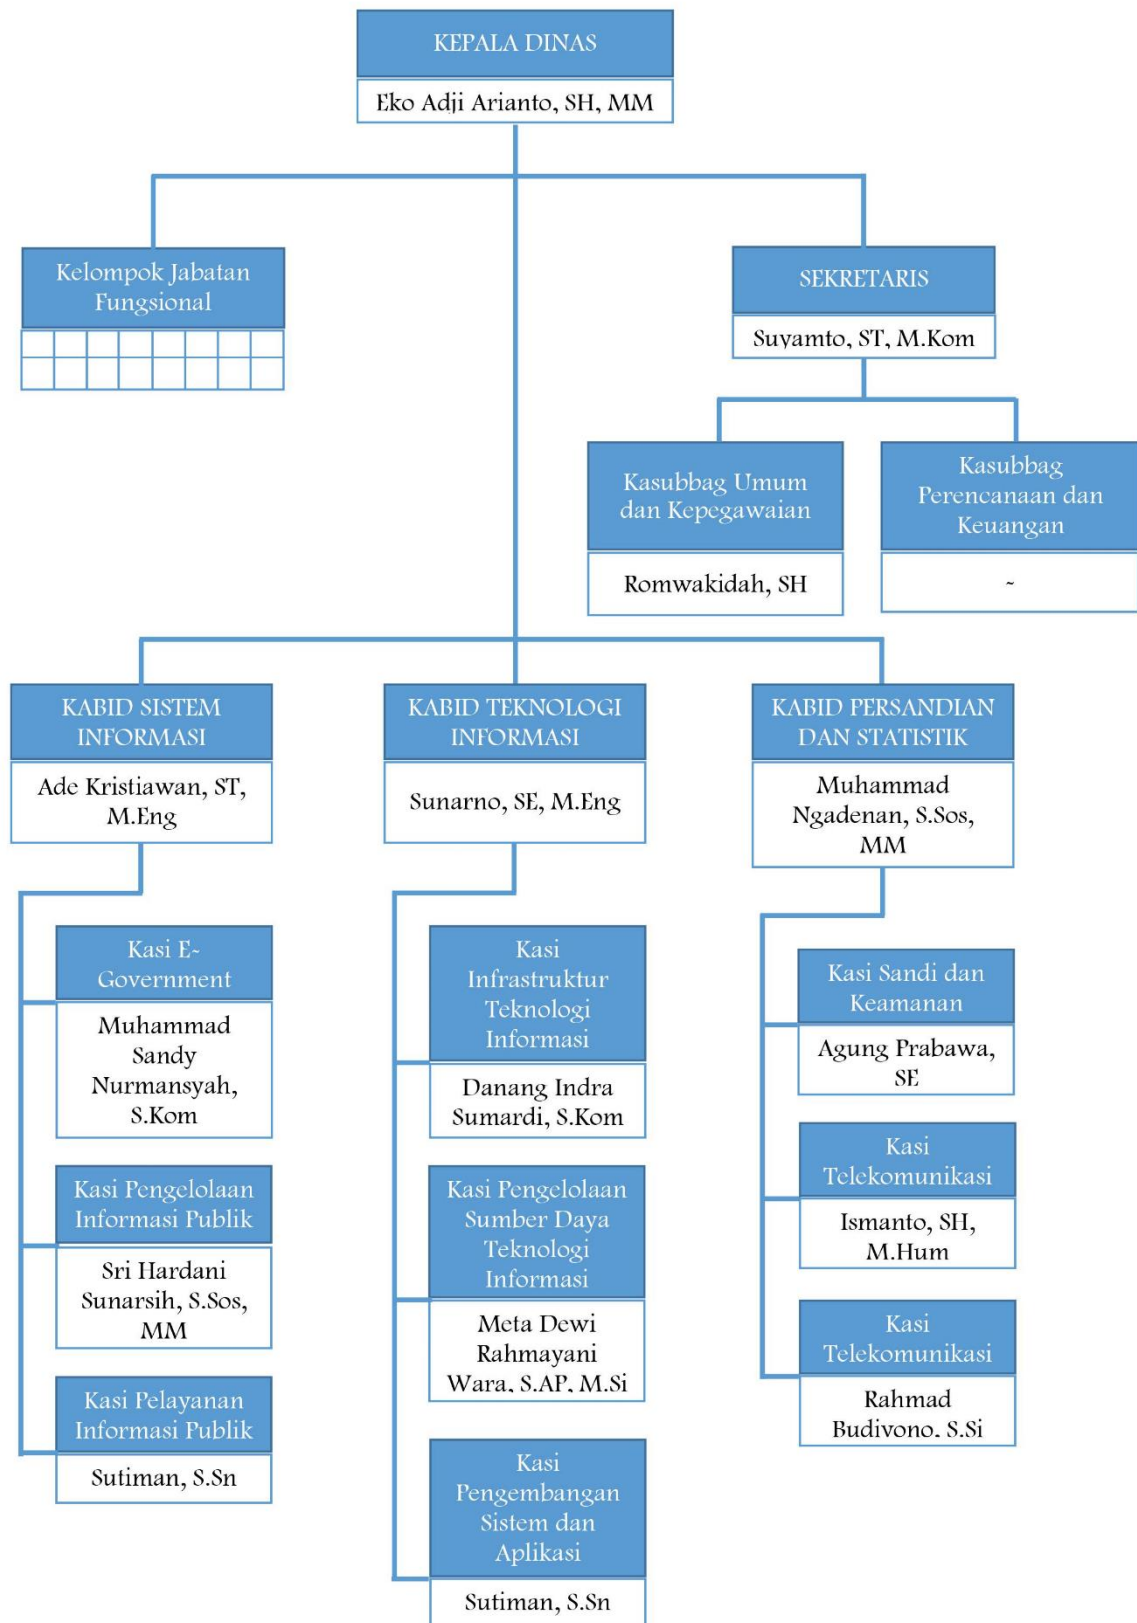 KEPALA DINAS
Eko Adji Arianto, SH, MM
Kelompok Jabatan
Fungsional
SEKRETARIS
Suyamto, ST, M.Kom
Kasubbag Umum
dan Kepegawaian
Romwakidah, SH
Kasubbag
Perencanaan dan
Keuangan
-
KABID SISTEM
INFORMASI
Ade Kristiawan, ST,
M.Eng
Kasi E-
Government
Muhammad
Sandy
Nurmansyah,
S.Kom
Kasi Pengelolaan
Informasi Publik
Sri Hardani
Sunarsih, S.Sos,
MM
Kasi Pelayanan
Informasi Publik
Sutiman, S.Sn
KABID TEKNOLOGI
INFORMASI
Sunarno, SE, M.Eng
Kasi
Infrastruktur
Teknologi
Informasi
Danang Indra
Sumardi, S.Kom
Kasi Pengelolaan
Sumber Daya
Teknologi
Informasi
Meta Dewi
Rahmayani
Wara, S.AP, M.Si
Kasi
Pengembangan
Sistem dan
Aplikasi
Sutiman, S.Sn
KABID PERSANDIAN
DAN STATISTIK
Muhammad
Ngadenan, S.Sos,
MM
Kasi Sandi dan
Keamanan
Agung Prabawa,
SE
Kasi
Telekomunikasi
Ismanto, SH,
M.Hum
Kasi
Telekomunikasi
Rahmad
Budiyono, S.Si